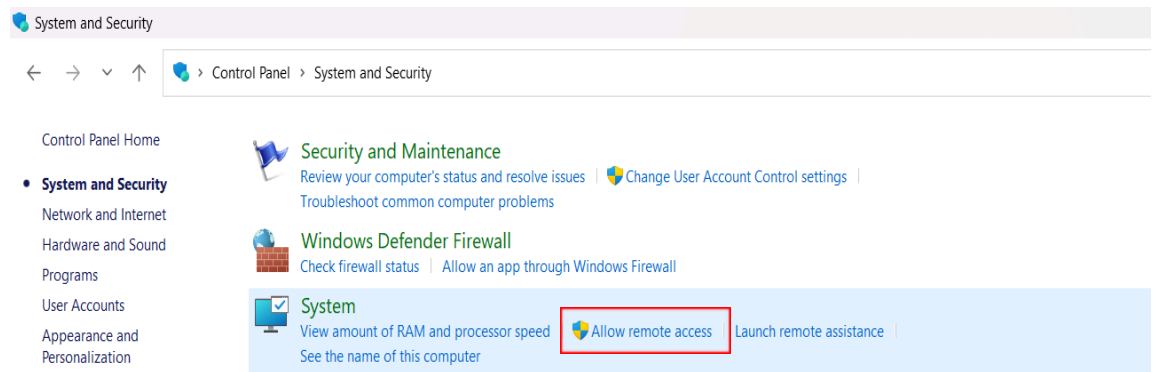 System and Security
Control Panel > System and Security
Control Panel Home
System and Security
Network and Internet
Hardware and Sound
Programs
User Accounts
Appearance and
Personalization
Security and Maintenance
Review your computer's status and resolve issues Change User Account Control settings
Troubleshoot common computer problems
Windows Defender Firewall
Check firewall status Allow an app through Windows Firewall
System
View amount of RAM and processor speed Allow remote access Launch remote assistance
See the name of this computer